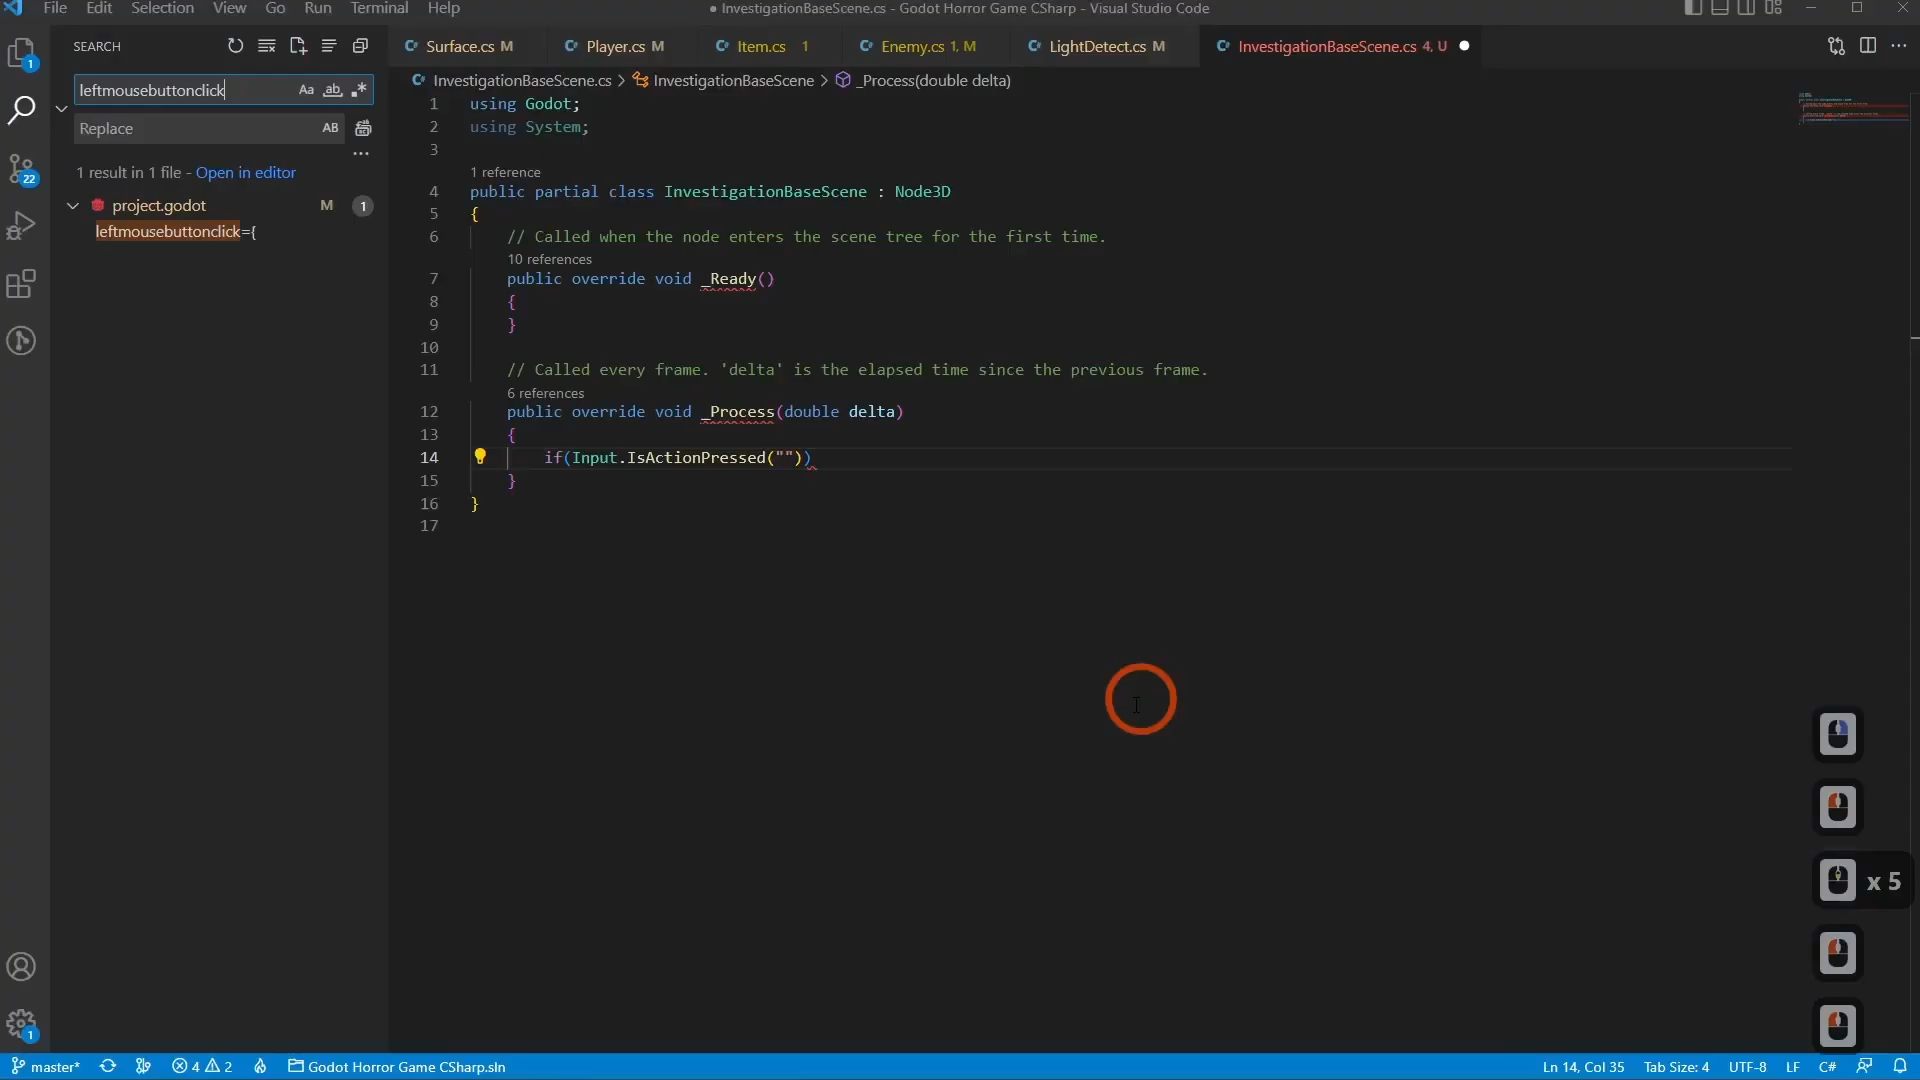 File Edit Selection View Go Run Terminal Help
● InvestigationBaseScene.cs - Godot Horror Game CSharp - Visual Studio Code
SEARCH
Surface.cs M
Player.cs M
Item.cs 1
Enemy.cs 1, M
LightDetect.cs M
InvestigationBaseScene.cs 4, U
InvestigationBaseScene.cs > InvestigationBaseScene > _Process(double delta)
1
leftmousebuttonclick
Aa ab .*
Replace
AB
...
1 result in 1 file - Open in editor
project.godot M 1
leftmousebuttonclick={
22
1 using Godot;
2 using System;
3
1 reference
4 public partial class InvestigationBaseScene : Node3D
5 {
6 // Called when the node enters the scene tree for the first time.
10 references
7 public override void _Ready()
8 {
9 }
10
11 // Called every frame. 'delta' is the elapsed time since the previous frame.
6 references
12 public override void _Process(double delta)
13 {
14 if(Input.IsActionPressed(""))
15 }
16 }
17
x 5
1
master* 4 2 Godot Horror Game CSharp.sln
Ln 14, Col 35 Tab Size: 4 UTF-8 LF C#